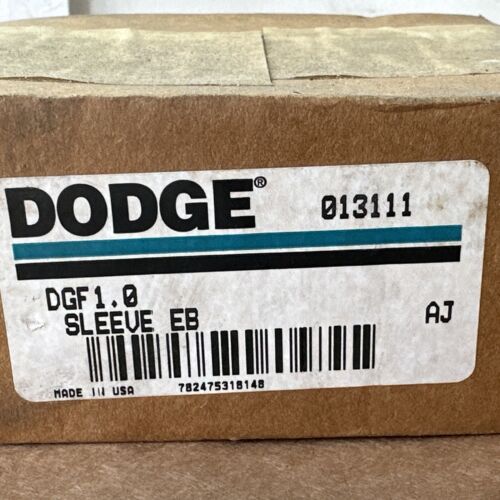 DODGE® 013111
DGF1.0
SLEEVE EB AJ
MADE IN USA 782475318148